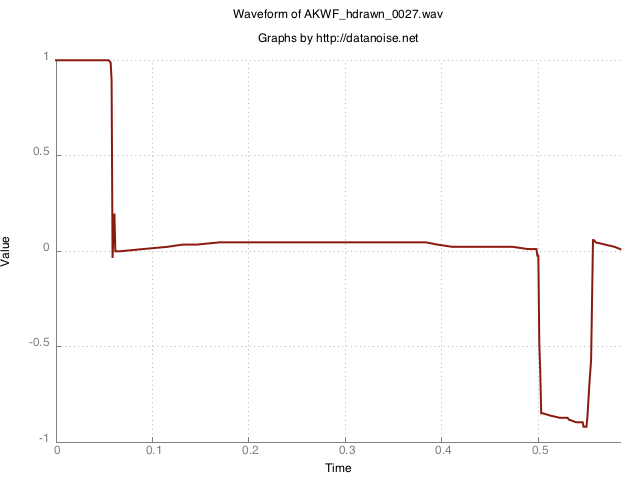 Waveform of AKWF_hdrawn_0027.wav
Graphs by http://datanoise.net
1
0.5
0
-0.5
-1
Value
0 0.1 0.2 0.3 0.4 0.5
Time